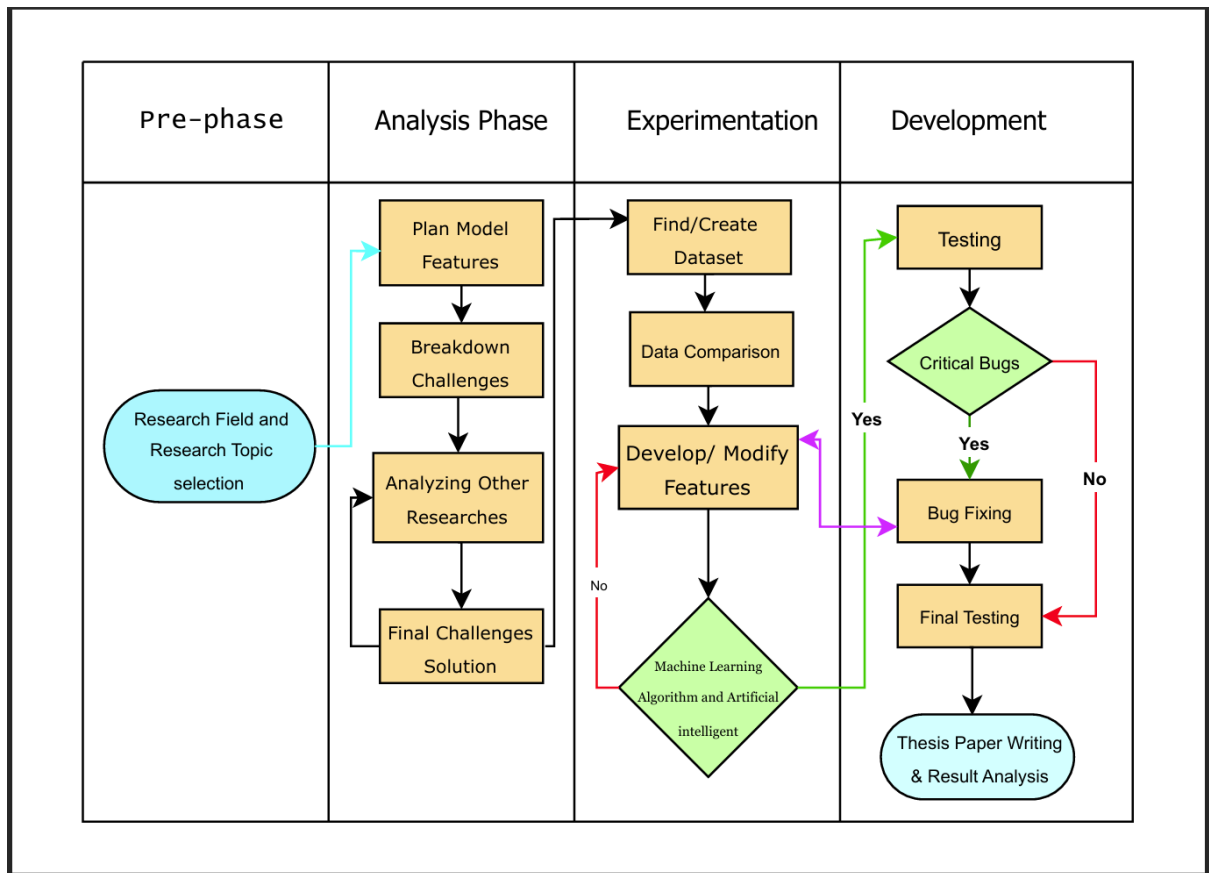 Pre-phase
Analysis Phase
Experimentation
Development
Research Field and
Research Topic
selection
Plan Model
Features
Breakdown
Challenges
Analyzing Other
Researches
Final Challenges
Solution
Find/Create
Dataset
Data Comparison
Develop/ Modify
Features
No
Machine Learning
Algorithm and Artificial
intelligent
Yes
Testing
Critical Bugs
Yes
No
Bug Fixing
Final Testing
Thesis Paper Writing
& Result Analysis